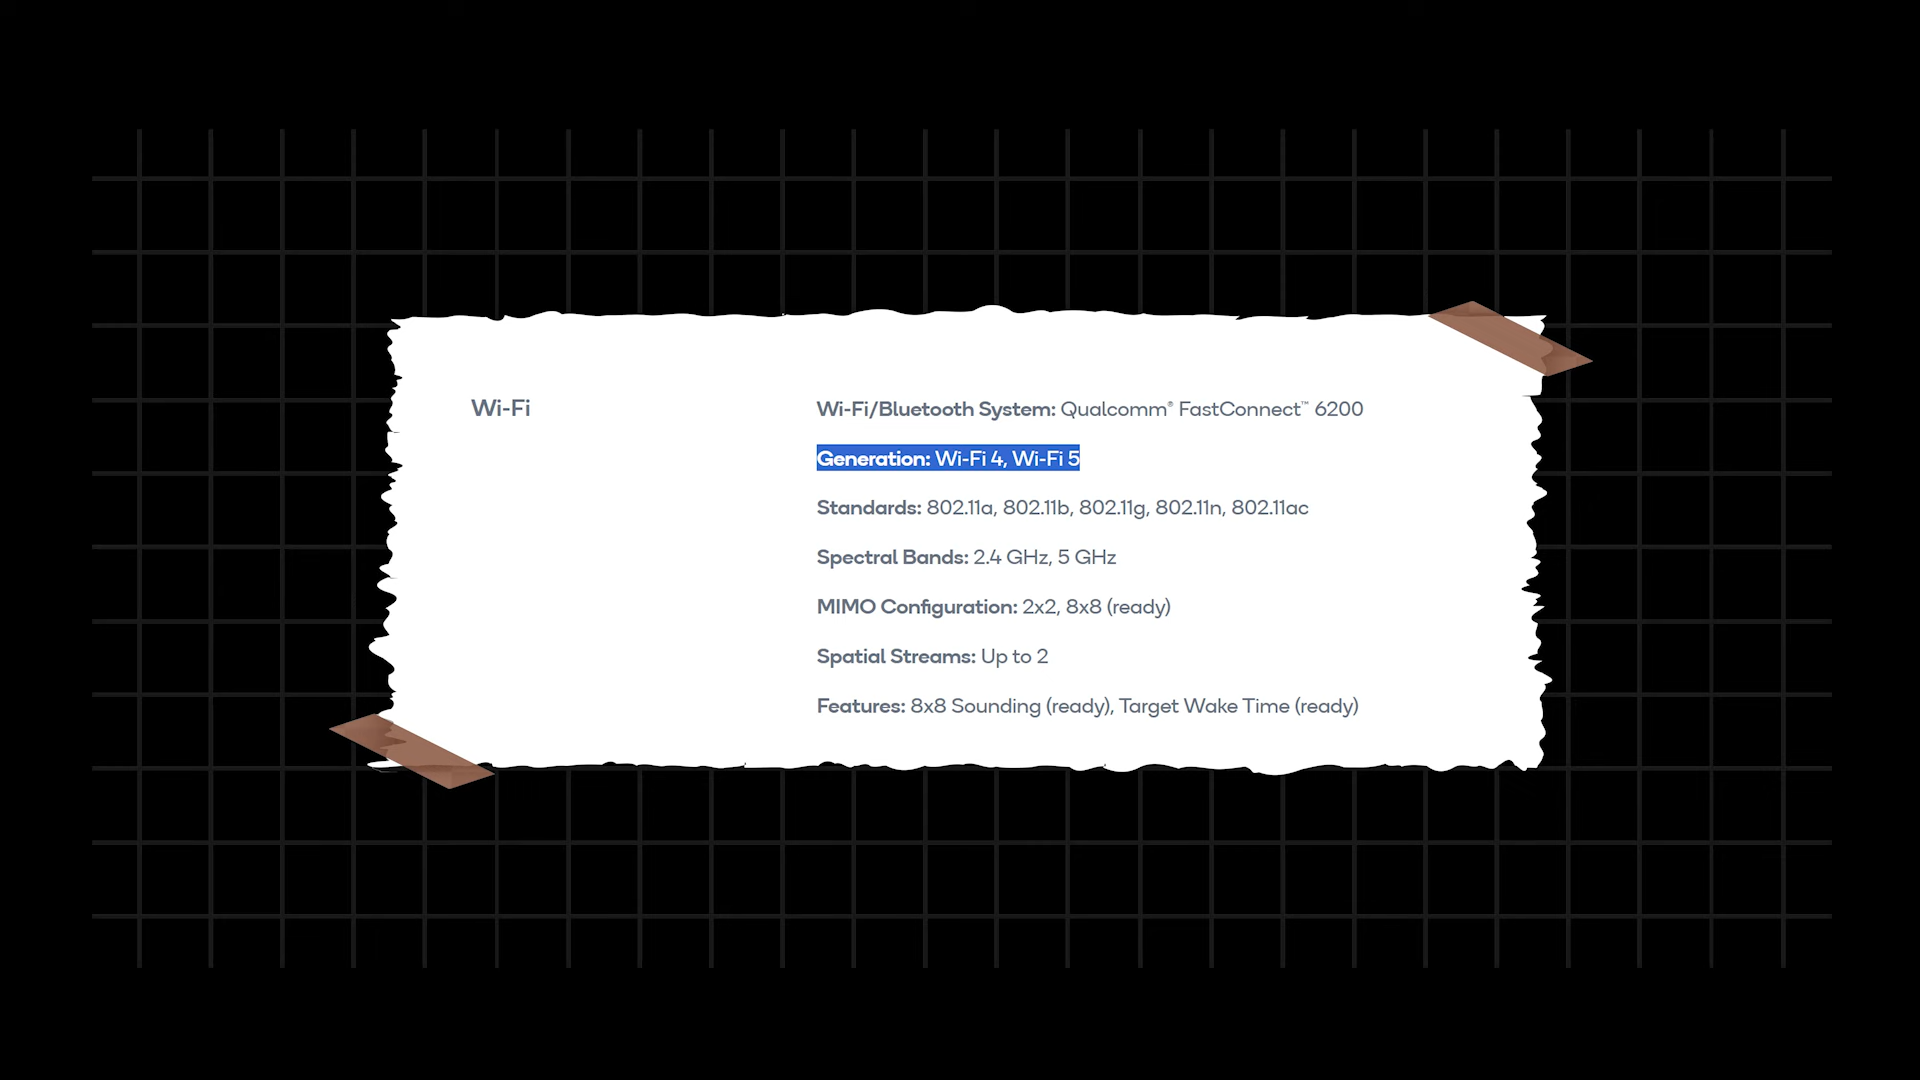 Wi-Fi
Wi-Fi/Bluetooth System: Qualcomm® FastConnect™ 6200
Generation: Wi-Fi 4, Wi-Fi 5
Standards: 802.11a, 802.11b, 802.11g, 802.11n, 802.11ac
Spectral Bands: 2.4 GHz, 5 GHz
MIMO Configuration: 2x2, 8x8 (ready)
Spatial Streams: Up to 2
Features: 8x8 Sounding (ready), Target Wake Time (ready)